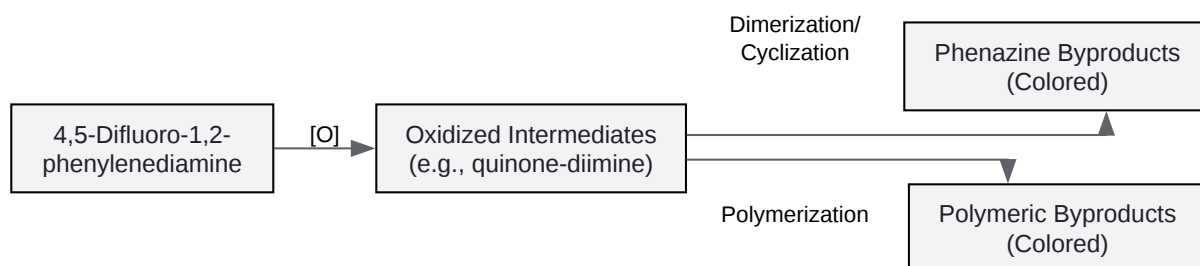 Dimerization/
Cyclization
Phenazine Byproducts
(Colored)
4,5-Difluoro-1,2-
phenylenediamine
[O]
Oxidized Intermediates
(e.g., quinone-diimine)
Polymerization
Polymeric Byproducts
(Colored)